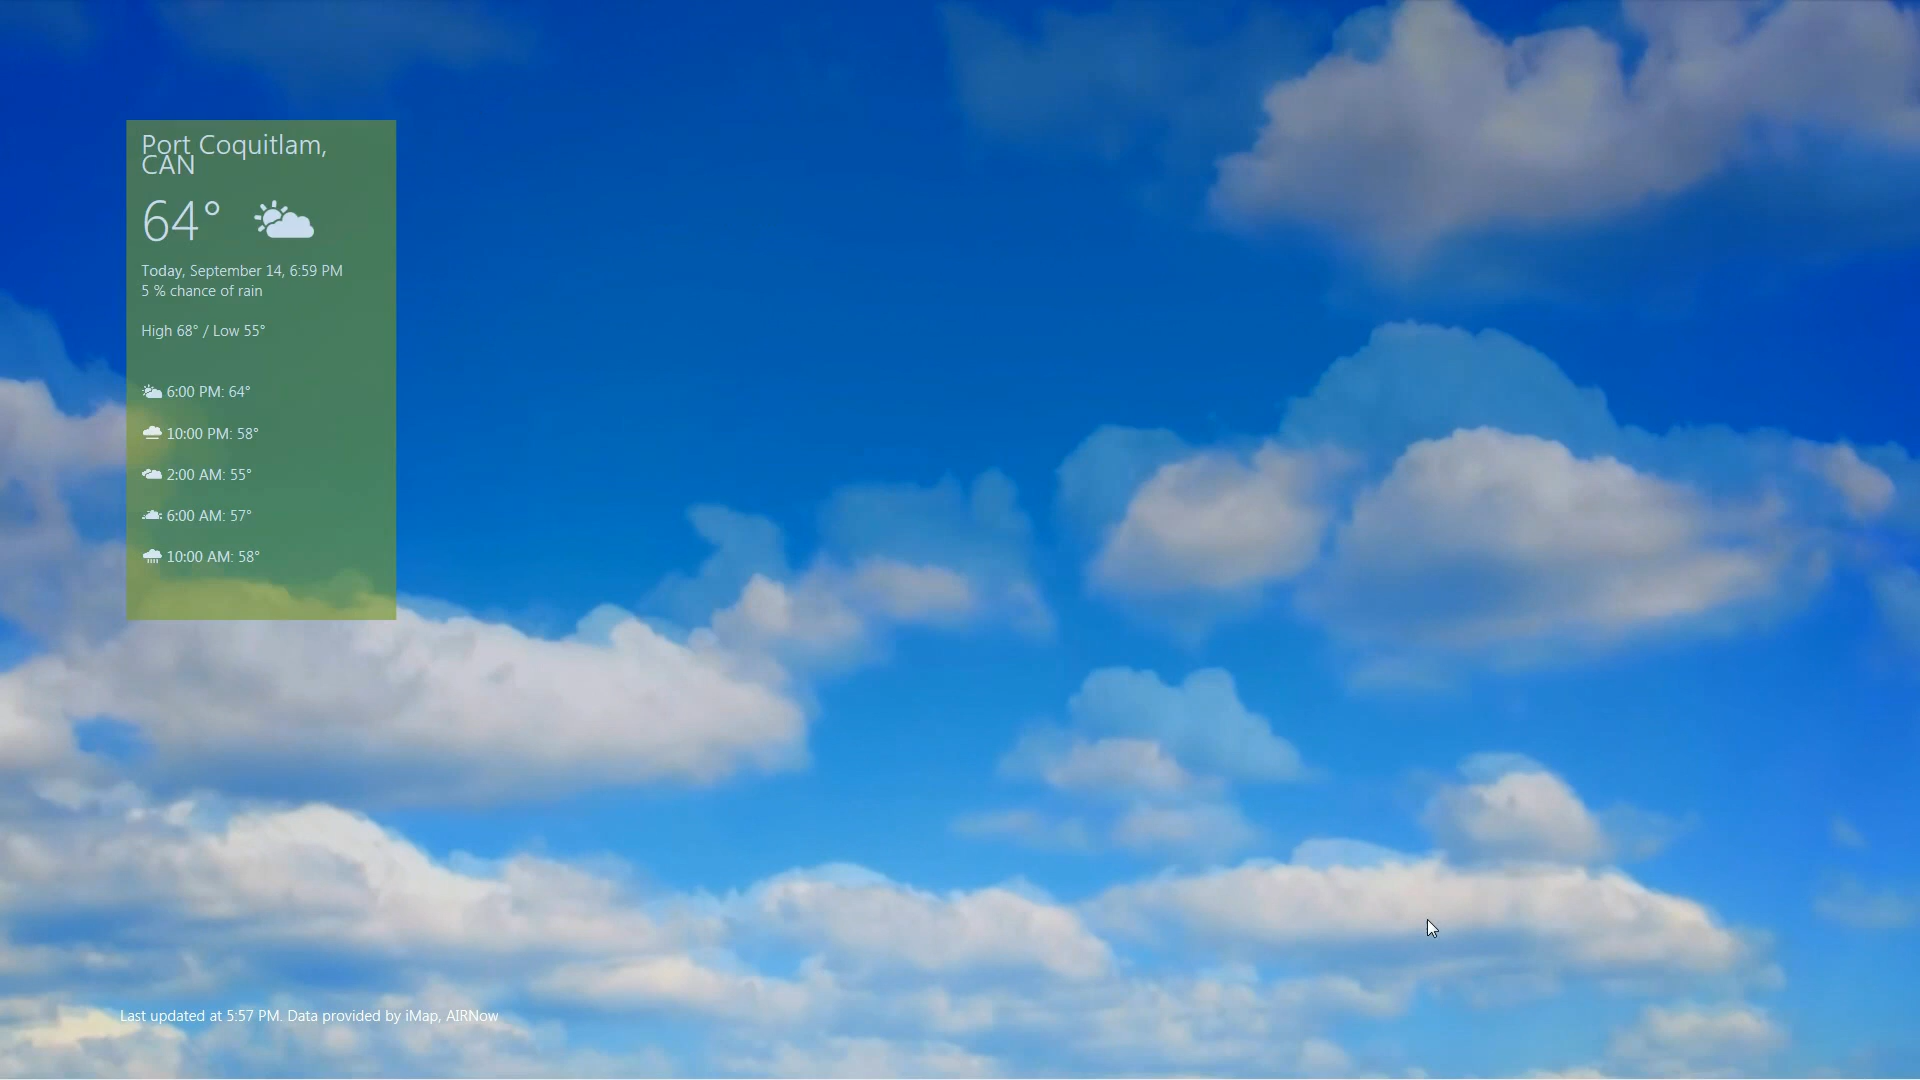 Port Coquitlam,
CAN
64°
Today, September 14, 6:59 PM
5 % chance of rain
High 68° / Low 55°
6:00 PM: 64°
10:00 PM: 58°
2:00 AM: 55°
6:00 AM: 57°
10:00 AM: 58°
Last updated at 5:57 PM. Data provided by iMap, AIRNow